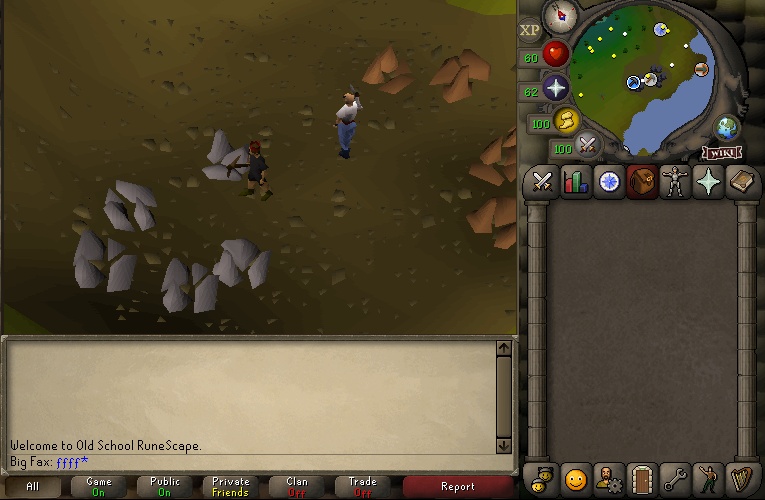 XP
60
62
100
100
WIKI
Welcome to Old School RuneScape.
Big Fax: ffff*
All
Game
On
Public
On
Private
Friends
Clan
Off
Trade
Off
Report